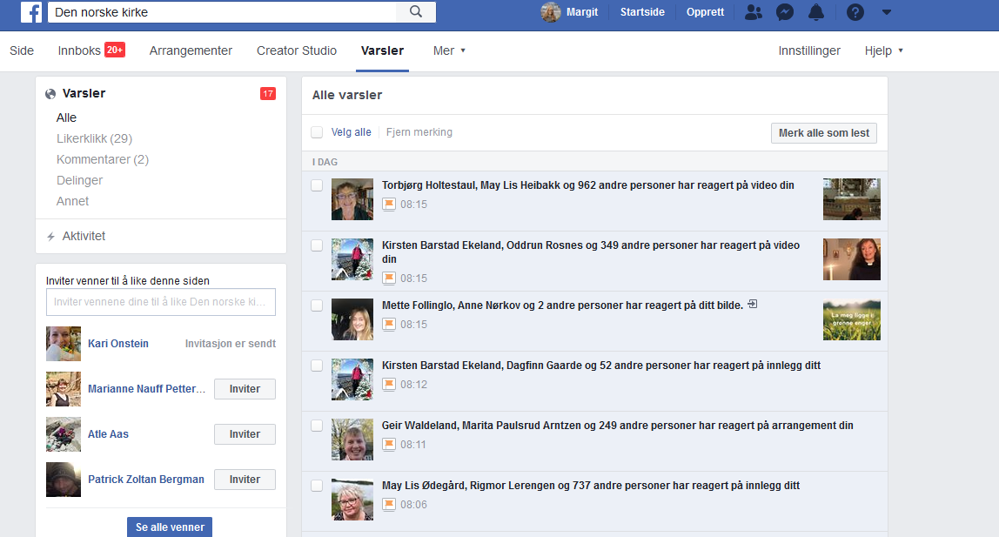 Den norske kirke
Margit Startside Opprett
Side Innboks 20+ Arrangementer Creator Studio Varsler Mer Innstillinger Hjelp
Varsler 17
Alle
Likerklikk (29)
Kommentarer (2)
Delinger
Annet
Aktivitet
Inviter venner til å like denne siden
Inviter vennene dine til å like Den norske ki…
Kari Onstein Invitasjon er sendt
Marianne Nauff Petter… Inviter
Atle Aas Inviter
Patrick Zoltan Bergman Inviter
Se alle venner
Alle varsler
Velg alle Fjern merking Merk alle som lest
I DAG
Torbjørg Holtestaul, May Lis Heibakk og 962 andre personer har reagert på video din
08:15
Kirsten Barstad Ekeland, Oddrun Rosnes og 349 andre personer har reagert på video
din
08:15
Mette Follinglo, Anne Nørkov og 2 andre personer har reagert på ditt bilde.
08:15
La meg ligge i
grønne enger
Kirsten Barstad Ekeland, Dagfinn Gaarde og 52 andre personer har reagert på innlegg ditt
08:12
Geir Waldeland, Marita Paulsrud Arntzen og 249 andre personer har reagert på arrangement din
08:11
May Lis Ødegård, Rigmor Lerengen og 737 andre personer har reagert på innlegg ditt
08:06